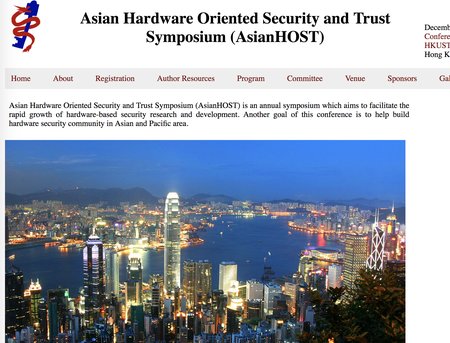 Asian Hardware Oriented Security and Trust
Symposium (AsianHOST)
Decemb
Conferen
HKUST
Hong K
Home About Registration Author Resources Program Committee Venue Sponsors Gal
Asian Hardware Oriented Security and Trust Symposium (AsianHOST) is an annual symposium which aims to facilitate the
rapid growth of hardware-based security research and development. Another goal of this conference is to help build
hardware security community in Asian and Pacific area.